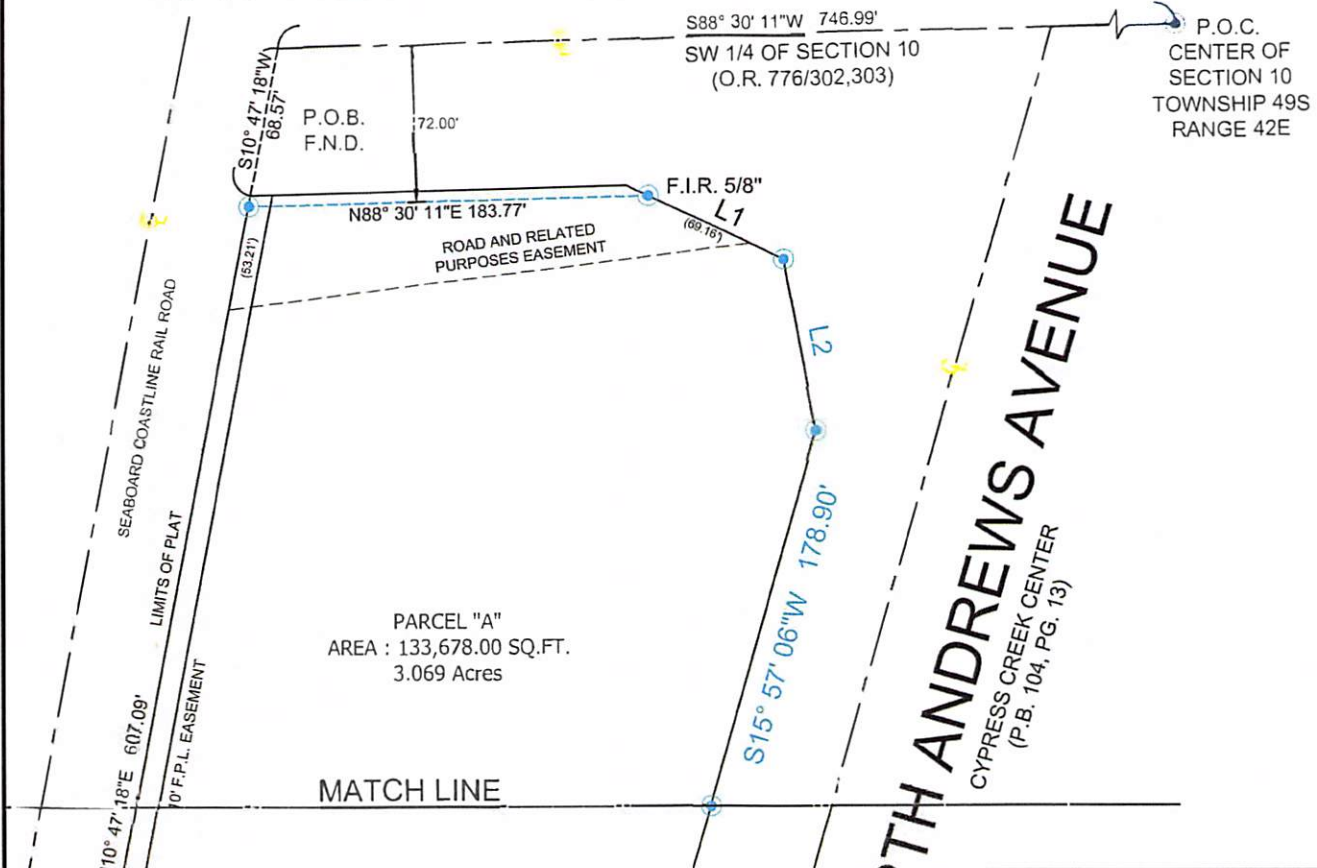 S88° 30' 11"W 746.99'
SW 1/4 OF SECTION 10
(O.R. 776/302,303)
P.O.C.
CENTER OF
SECTION 10
TOWNSHIP 49S
RANGE 42E
S10° 47' 18"W
68.57'
P.O.B.
F.N.D.
72.00'
F.I.R. 5/8"
L1
(69.16')
N88° 30' 11"E 183.77'
(53.21')
ROAD AND RELATED
PURPOSES EASEMENT
L2
SEABOARD COASTLINE RAIL ROAD
LIMITS OF PLAT
10' F.P.L. EASEMENT
10° 47' 18"E 607.09'
PARCEL "A"
AREA : 133,678.00 SQ.FT.
3.069 Acres
S15° 57' 06"W 178.90'
TH ANDREWS AVENUE
CYPRESS CREEK CENTER
(P.B. 104, PG. 13)
MATCH LINE